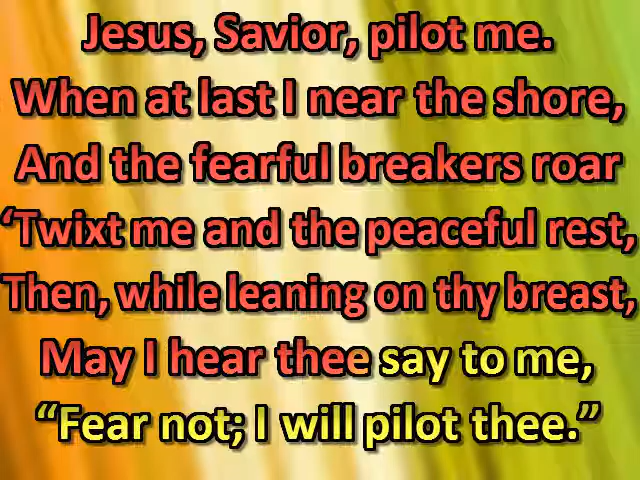 Jesus, Savior, pilot me.
When at last I near the shore,
And the fearful breakers roar
‘Twixt me and the peaceful rest,
Then, while leaning on thy breast,
May I hear thee say to me,
“Fear not; I will pilot thee.”